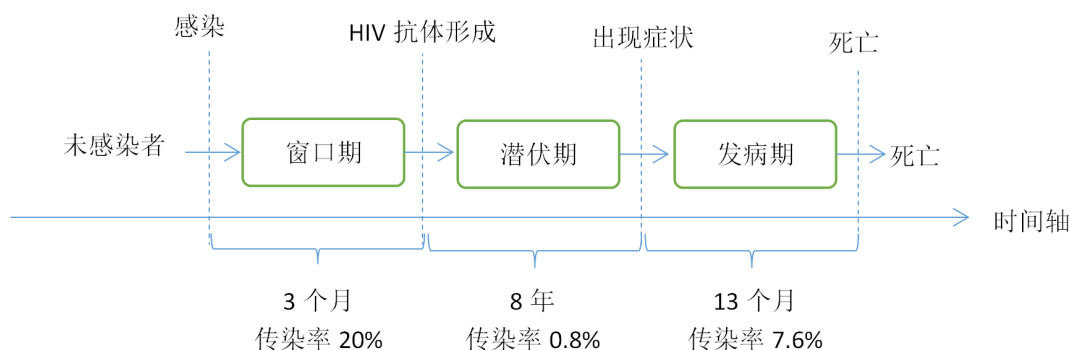 感染
HIV 抗体形成
出现症状
死亡
未感染者
窗口期
潜伏期
发病期
死亡
时间轴
3 个月
传染率 20%
8 年
传染率 0.8%
13 个月
传染率 7.6%